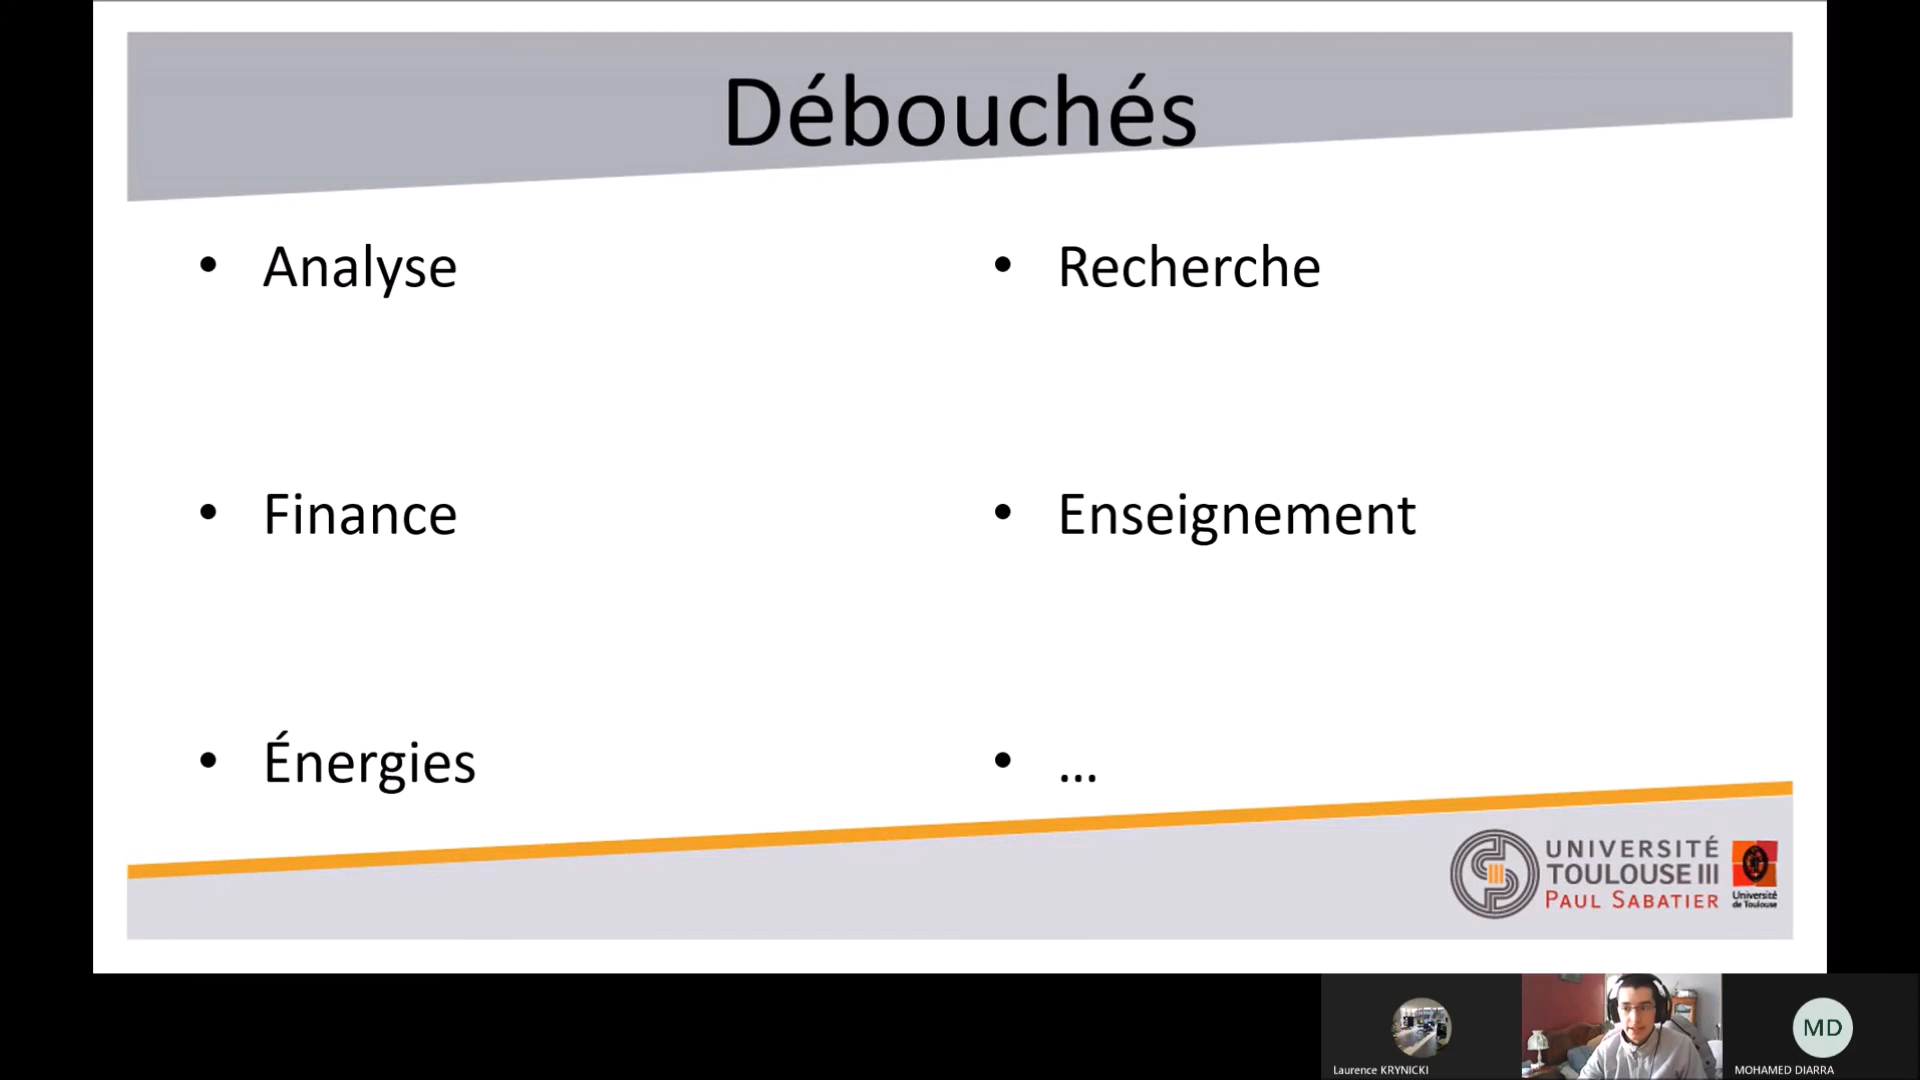 Débouchés
• Analyse
• Finance
• Énergies
• Recherche
• Enseignement
• ...
UNIVERSITÉ
TOULOUSE III
PAUL SABATIER
Université
de Toulouse
Laurence KRYNICKI
MD
MOHAMED DIARRA